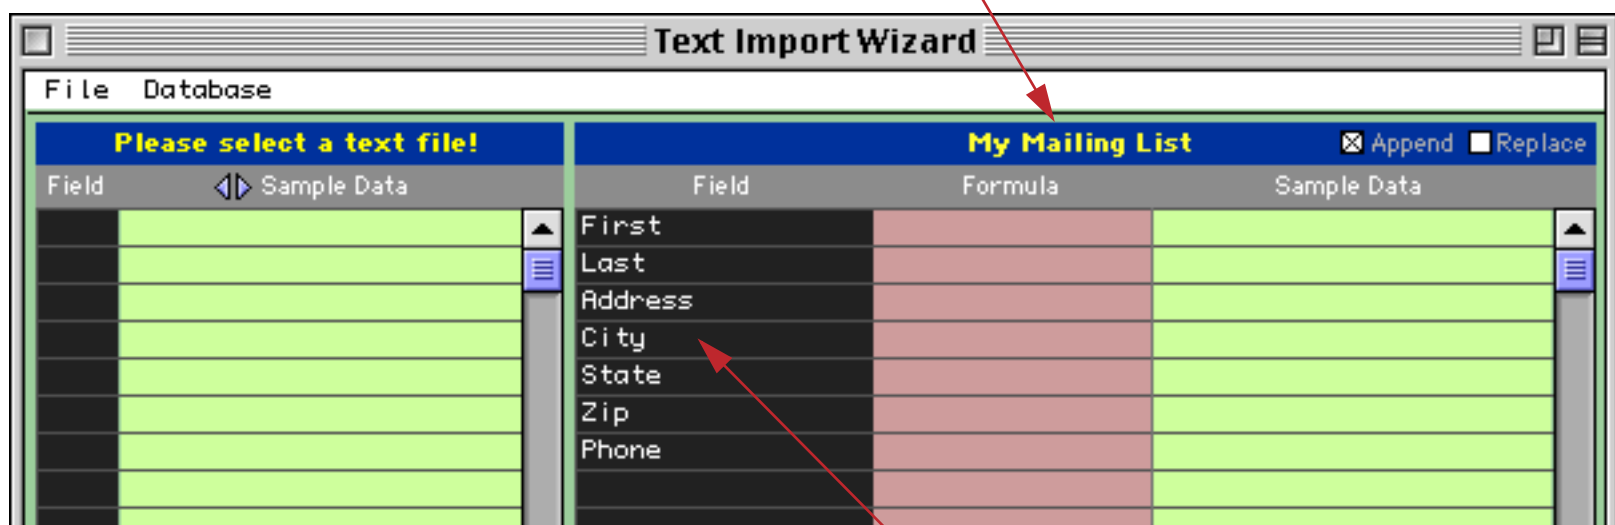 Text Import Wizard
File Database
Please select a text file! My Mailing List Append Replace
Field Sample Data Field Formula Sample Data
First
Last
Address
City
State
Zip
Phone